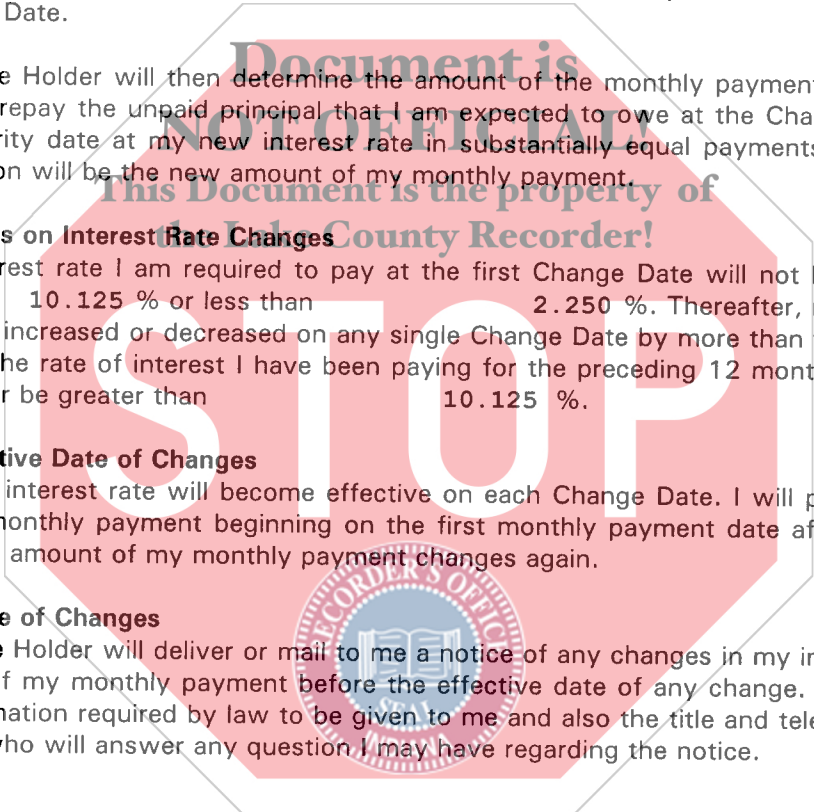 Date.
e Holder will then determine the amount of the monthly payment
repay the unpaid principal that I am expected to owe at the Cha
rity date at my new interest rate in substantially equal payments
on will be the new amount of my monthly payment.
s on Interest Rate Changes
rest rate I am required to pay at the first Change Date will not
10.125 % or less than 2.250 %. Thereafter,
increased or decreased on any single Change Date by more than
he rate of interest I have been paying for the preceding 12 mont
r be greater than 10.125 %.
tive Date of Changes
interest rate will become effective on each Change Date. I will p
nonthly payment beginning on the first monthly payment date af
amount of my monthly payment changes again.
e of Changes
e Holder will deliver or mail to me a notice of any changes in my in
f my monthly payment before the effective date of any change.
nation required by law to be given to me and also the title and tele
who will answer any question I may have regarding the notice.
Document is
NOT OFFICIAL!
This Document is the property of
the Lake County Recorder!
STOP
RECORDER'S OFFICE
SEAL
INDIANA